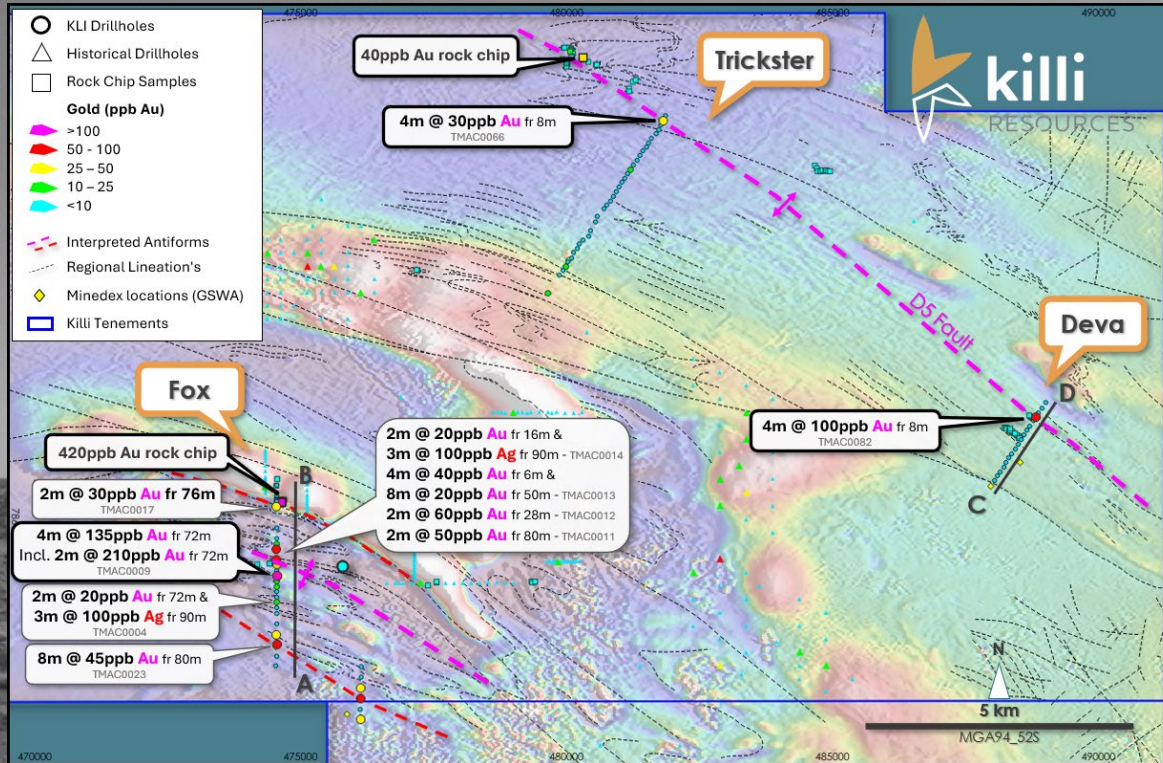 475000
480000
485000
490000
KLI Drillholes
Historical Drillholes
Rock Chip Samples
Gold (ppb Au)
>100
50 - 100
25 – 50
10 – 25
<10
Interpreted Antiforms
Regional Lineation's
Minedex locations (GSWA)
Killi Tenements
killi
RESOURCES
40ppb Au rock chip
Trickster
4m @ 30ppb Au fr 8m
TMAC0066
D5 Fault
Deva
D
4m @ 100ppb Au fr 8m
TMAC0082
C
Fox
420ppb Au rock chip
B
2m @ 30ppb Au fr 76m
TMAC0017
4m @ 135ppb Au fr 72m
Incl. 2m @ 210ppb Au fr 72m
TMAC0009
2m @ 20ppb Au fr 72m &
3m @ 100ppb Ag fr 90m
TMAC0004
8m @ 45ppb Au fr 80m
TMAC0023
A
2m @ 20ppb Au fr 16m &
3m @ 100ppb Ag fr 90m - TMAC0014
4m @ 40ppb Au fr 6m &
8m @ 20ppb Au fr 50m - TMAC0013
2m @ 60ppb Au fr 28m - TMAC0012
2m @ 50ppb Au fr 80m - TMAC0011
N
5 km
MGA94_52S
470000
475000
480000
485000
490000